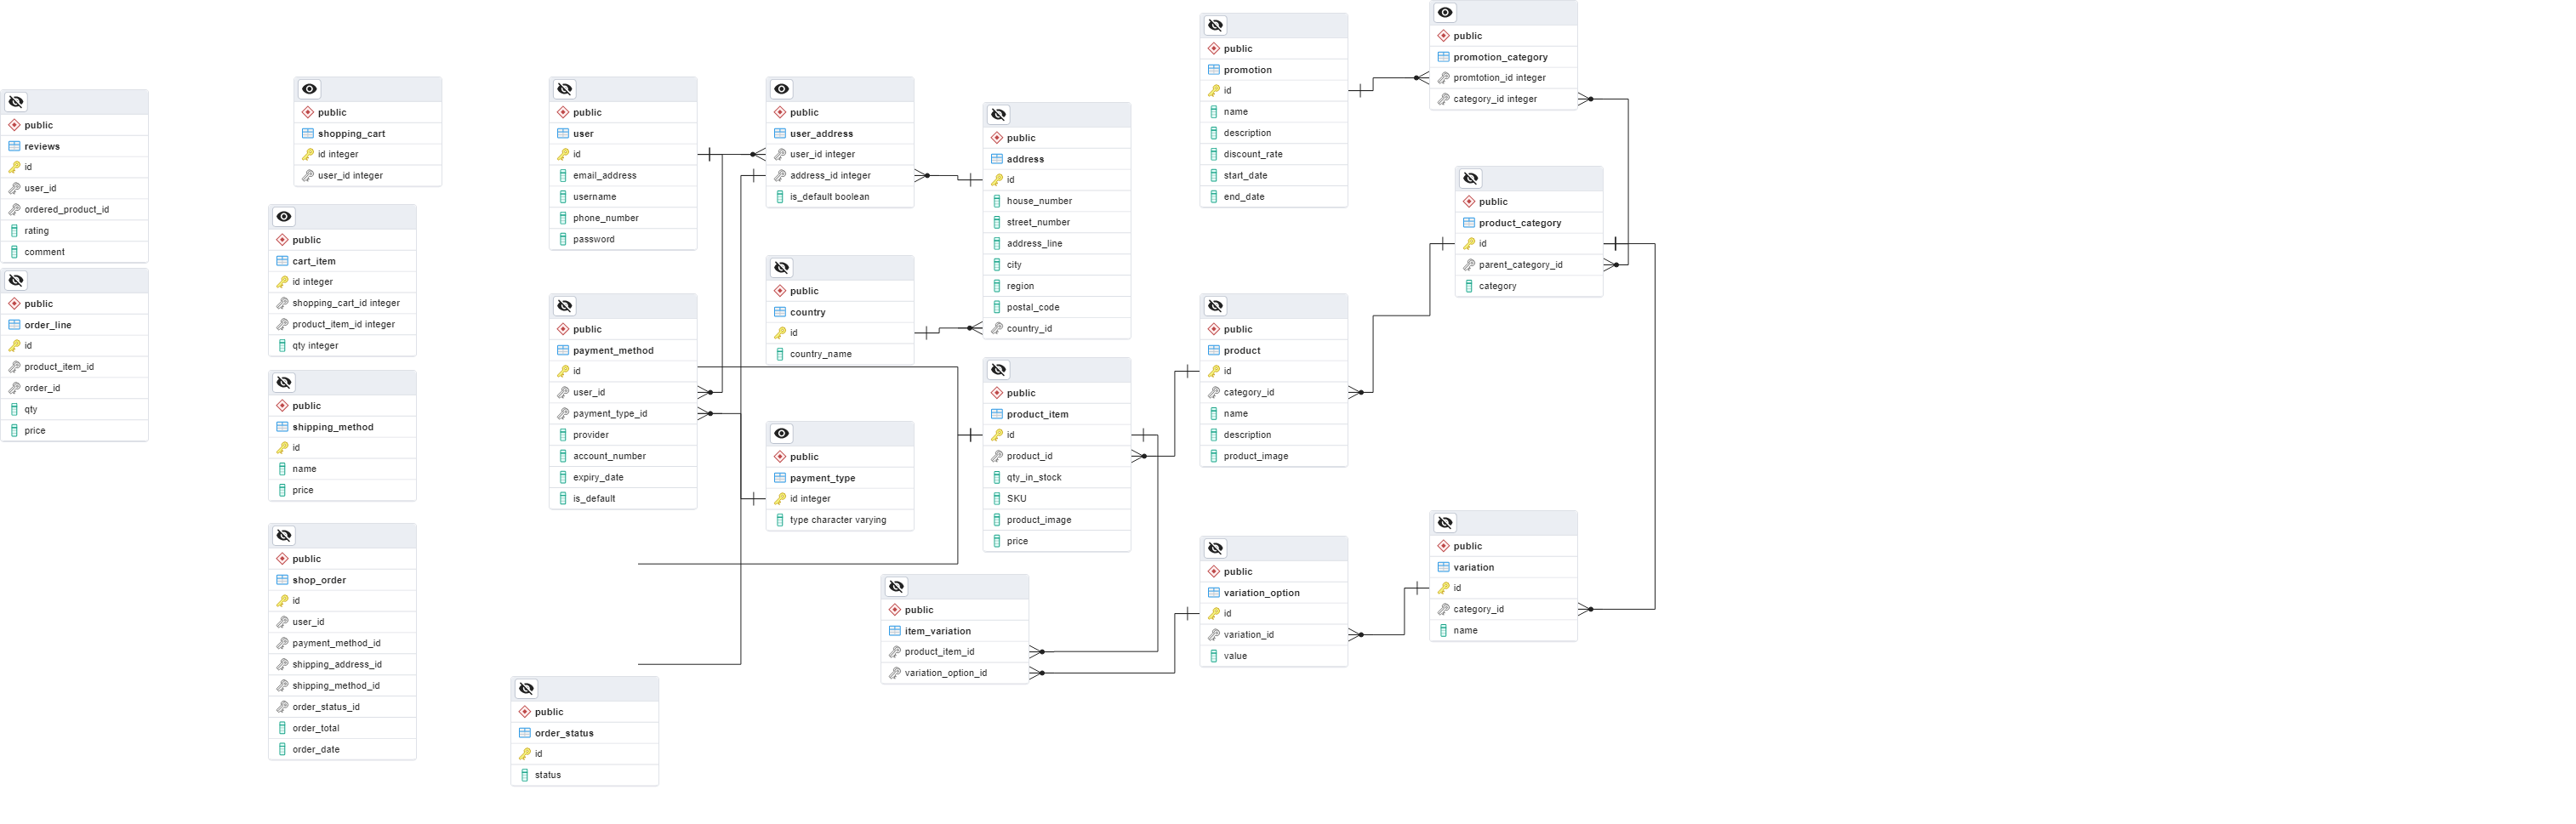 public
reviews
id
user_id
ordered_product_id
rating
comment
public
order_line
id
product_item_id
order_id
qty
price
public
shopping_cart
id integer
user_id integer
public
cart_item
id integer
shopping_cart_id integer
product_item_id integer
qty integer
public
shipping_method
id
name
price
public
shop_order
id
user_id
payment_method_id
shipping_address_id
shipping_method_id
order_status_id
order_total
order_date
public
user
id
email_address
username
phone_number
password
public
payment_method
id
user_id
payment_type_id
provider
account_number
expiry_date
is_default
public
order_status
id
status
public
user_address
user_id integer
address_id integer
is_default boolean
public
country
id
country_name
public
payment_type
id integer
type character varying
public
item_variation
product_item_id
variation_option_id
public
address
id
house_number
street_number
address_line
city
region
postal_code
country_id
public
product_item
id
product_id
qty_in_stock
SKU
product_image
price
public
promotion
id
name
description
discount_rate
start_date
end_date
public
product
id
category_id
name
description
product_image
public
variation_option
id
variation_id
value
public
promotion_category
promtotion_id integer
category_id integer
public
product_category
id
parent_category_id
category
public
variation
id
category_id
name